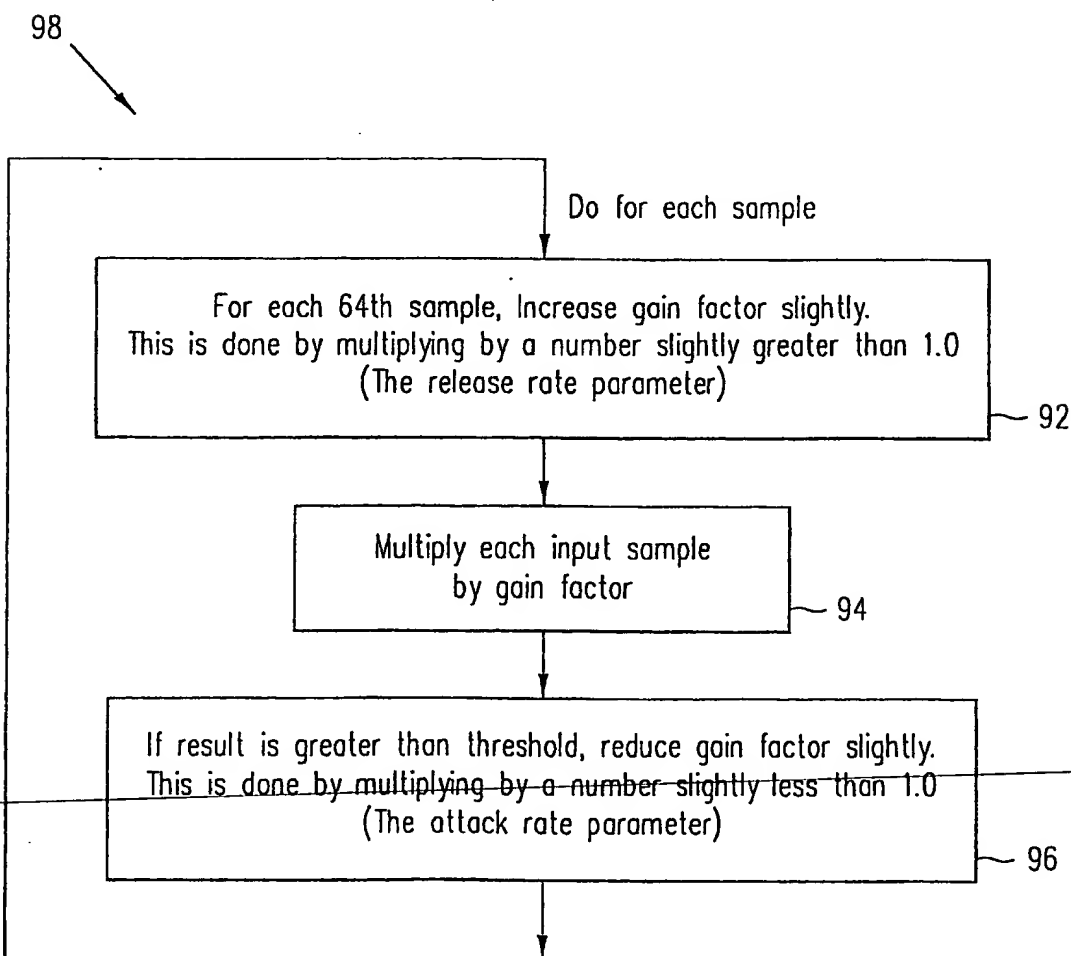 98
Do for each sample
For each 64th sample, Increase gain factor slightly.
This is done by multiplying by a number slightly greater than 1.0
(The release rate parameter)
92
Multiply each input sample
by gain factor
94
If result is greater than threshold, reduce gain factor slightly.
This is done by multiplying by a number slightly less than 1.0
(The attack rate parameter)
96